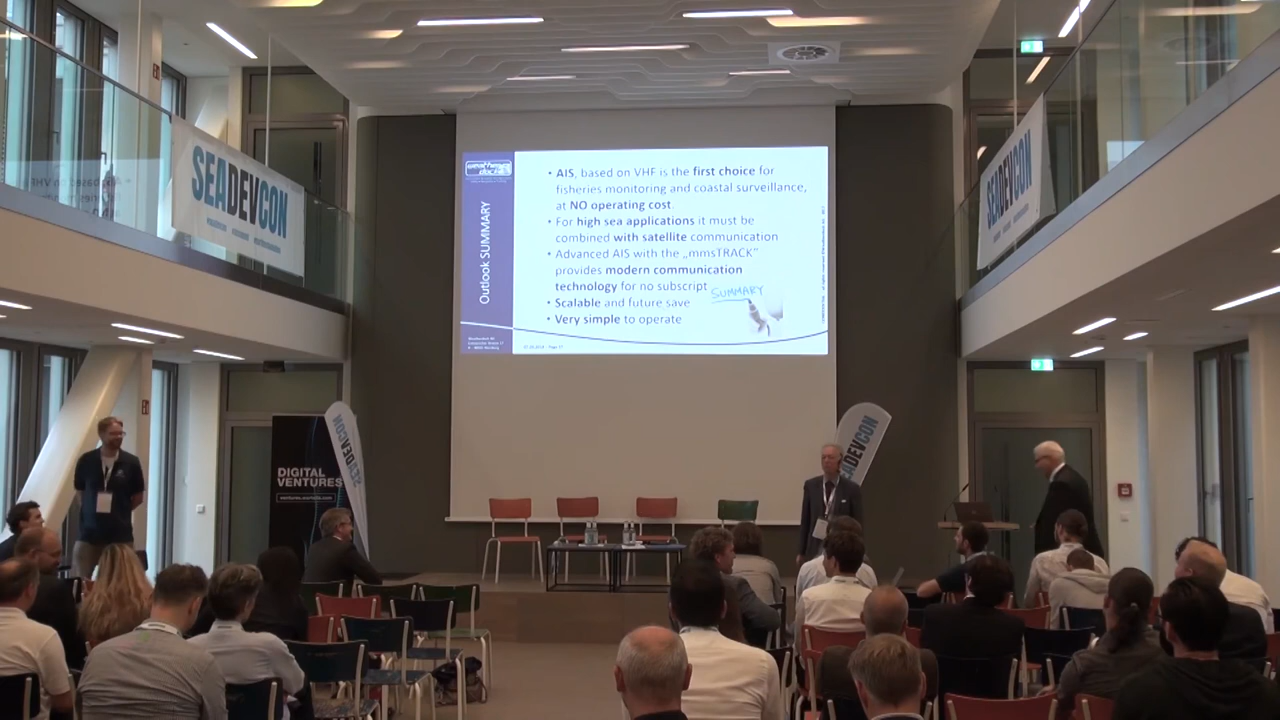 SEADEVCON
SEADEVCON
Outlook SUMMARY
• AIS, based on VHF is the first choice for
fisheries monitoring and coastal surveillance,
at NO operating cost.
• For high sea applications it must be
combined with satellite communication
• Advanced AIS with the „mmsTRACK"
provides modern communication
technology for no subscript
• Scalable and future save
• Very simple to operate
SUMMARY
DIGITAL
VENTURES
SEADEVCON
SEADEVCON